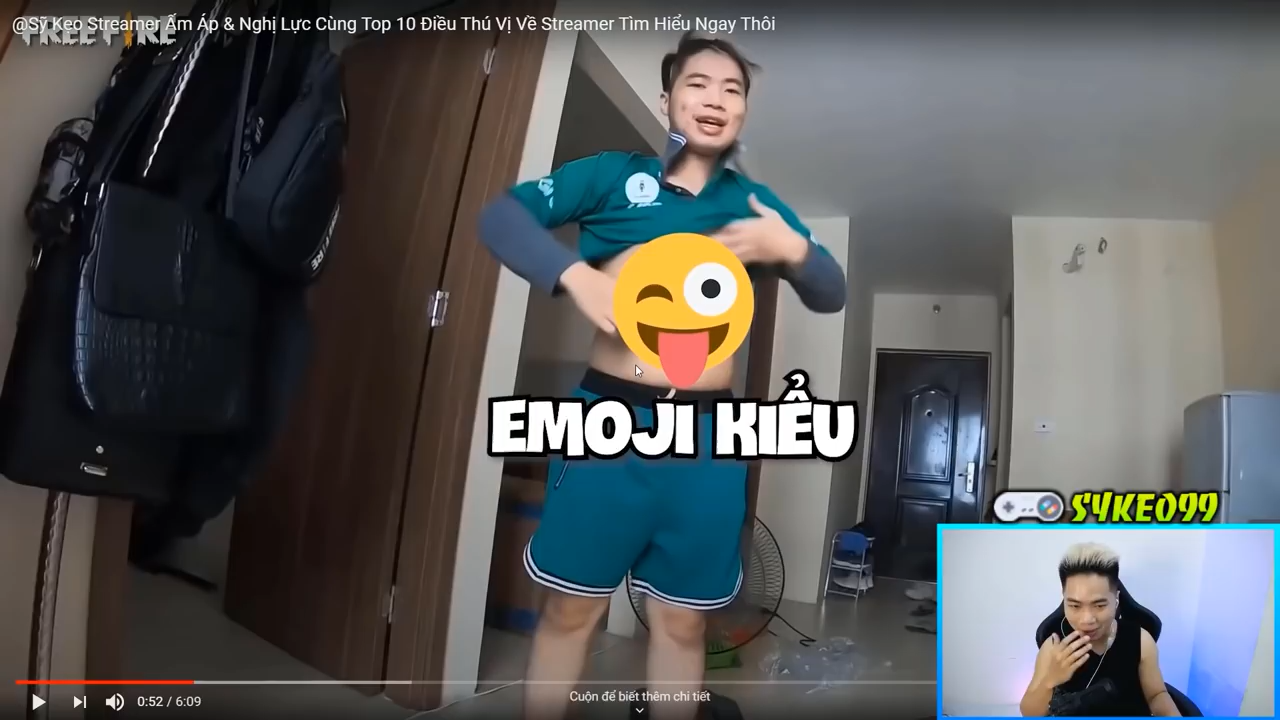 @Sỹ Kẹo Streamer Ấm Áp & Nghị Lực Cùng Top 10 Điều Thú Vị Về Streamer Tìm Hiểu Ngay Thôi
FREE FIRE
EMOJI KIỂU
SYKEO99
0:52 / 6:09
Cuộn để biết thêm chi tiết